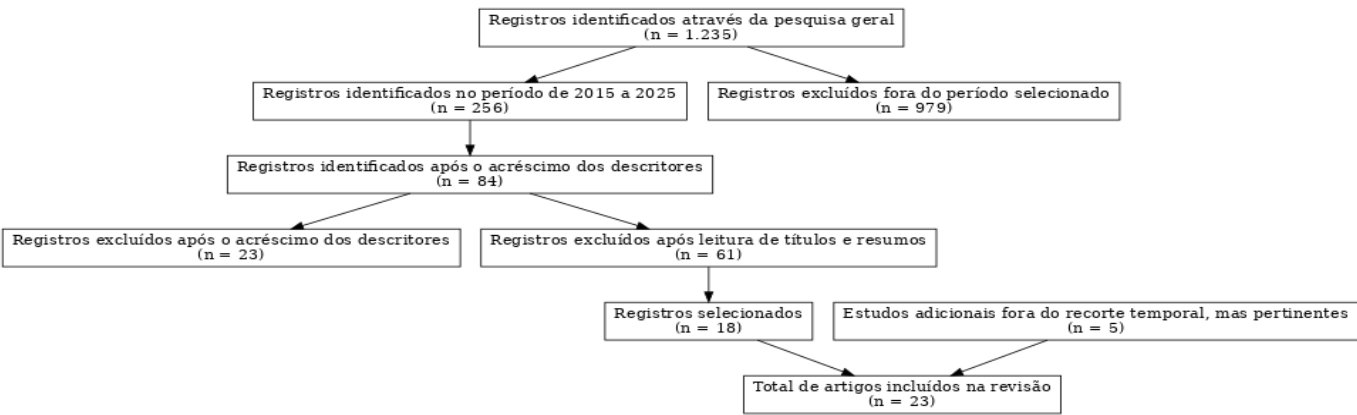 Registros identificados através da pesquisa geral
(n = 1.235)
Registros identificados no período de 2015 a 2025
(n = 256)
Registros excluídos fora do período selecionado
(n = 979)
Registros identificados após o acréscimo dos descritores
(n = 84)
Registros excluídos após o acréscimo dos descritores
(n = 23)
Registros excluídos após leitura de títulos e resumos
(n = 61)
Registros selecionados
(n = 18)
Estudos adicionais fora do recorte temporal, mas pertinentes
(n = 5)
Total de artigos incluídos na revisão
(n = 23)